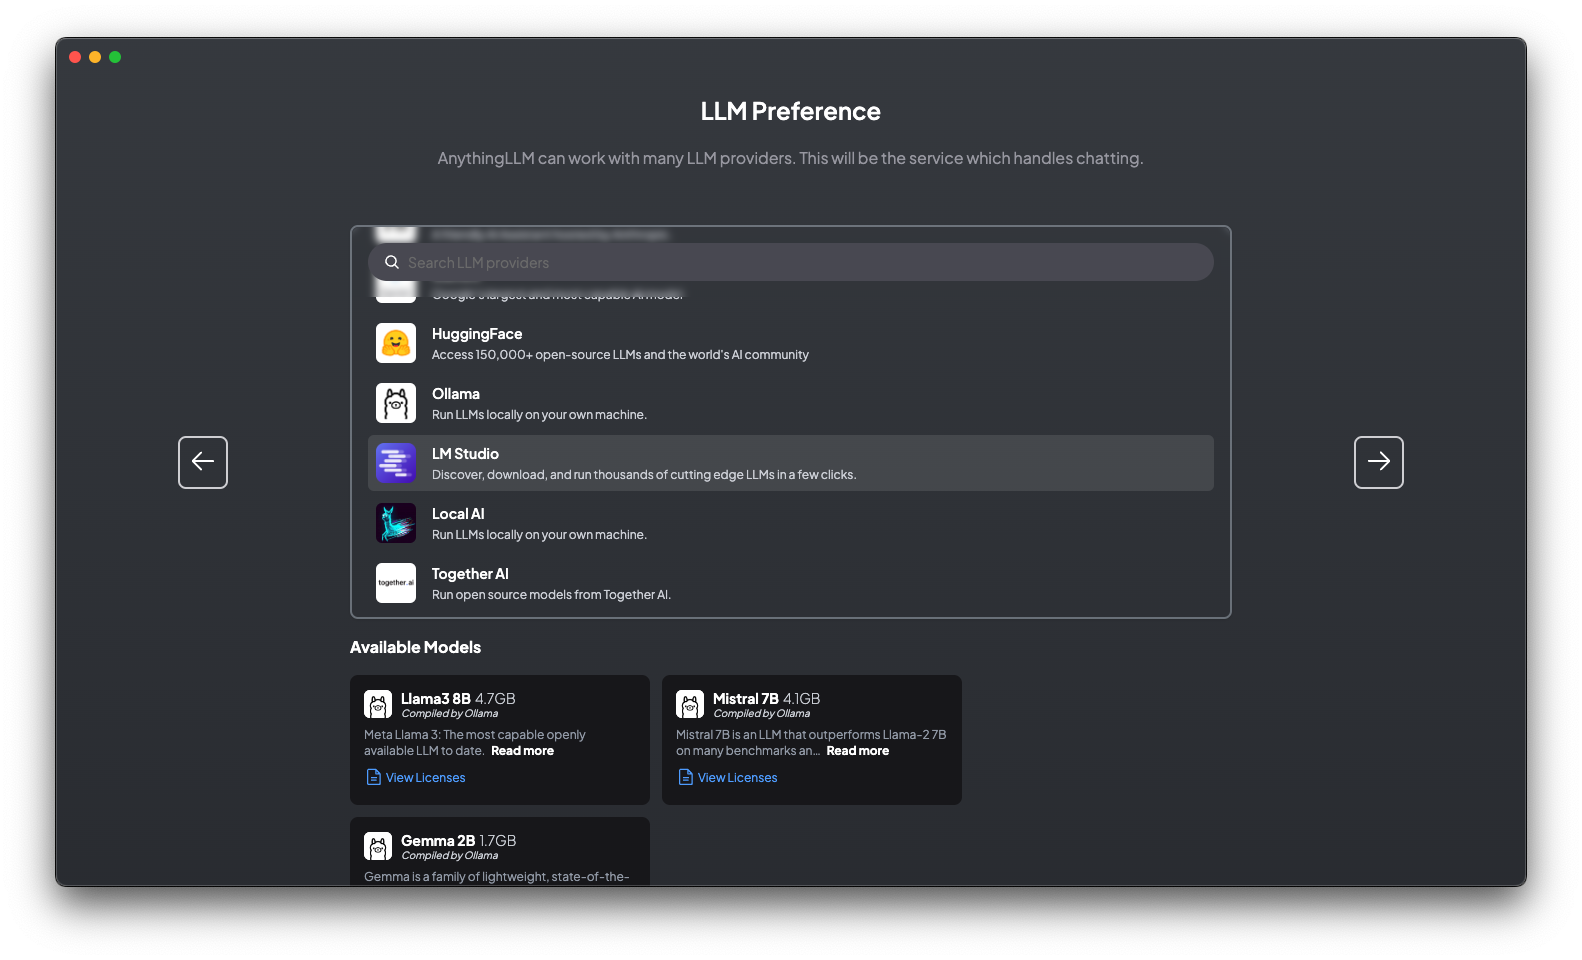 LLM Preference
AnythingLLM can work with many LLM providers. This will be the service which handles chatting.
Search LLM providers
Google's largest and most capable AI model
HuggingFace
Access 150,000+ open-source LLMs and the world's AI community
Ollama
Run LLMs locally on your own machine.
LM Studio
Discover, download, and run thousands of cutting edge LLMs in a few clicks.
Local AI
Run LLMs locally on your own machine.
together.ai
Together AI
Run open source models from Together AI.
Available Models
Llama3 8B 4.7GB
Compiled by Ollama
Meta Llama 3: The most capable openly
available LLM to date. Read more
View Licenses
Mistral 7B 4.1GB
Compiled by Ollama
Mistral 7B is an LLM that outperforms Llama-2 7B
on many benchmarks an... Read more
View Licenses
Gemma 2B 1.7GB
Compiled by Ollama
Gemma is a family of lightweight, state-of-the-